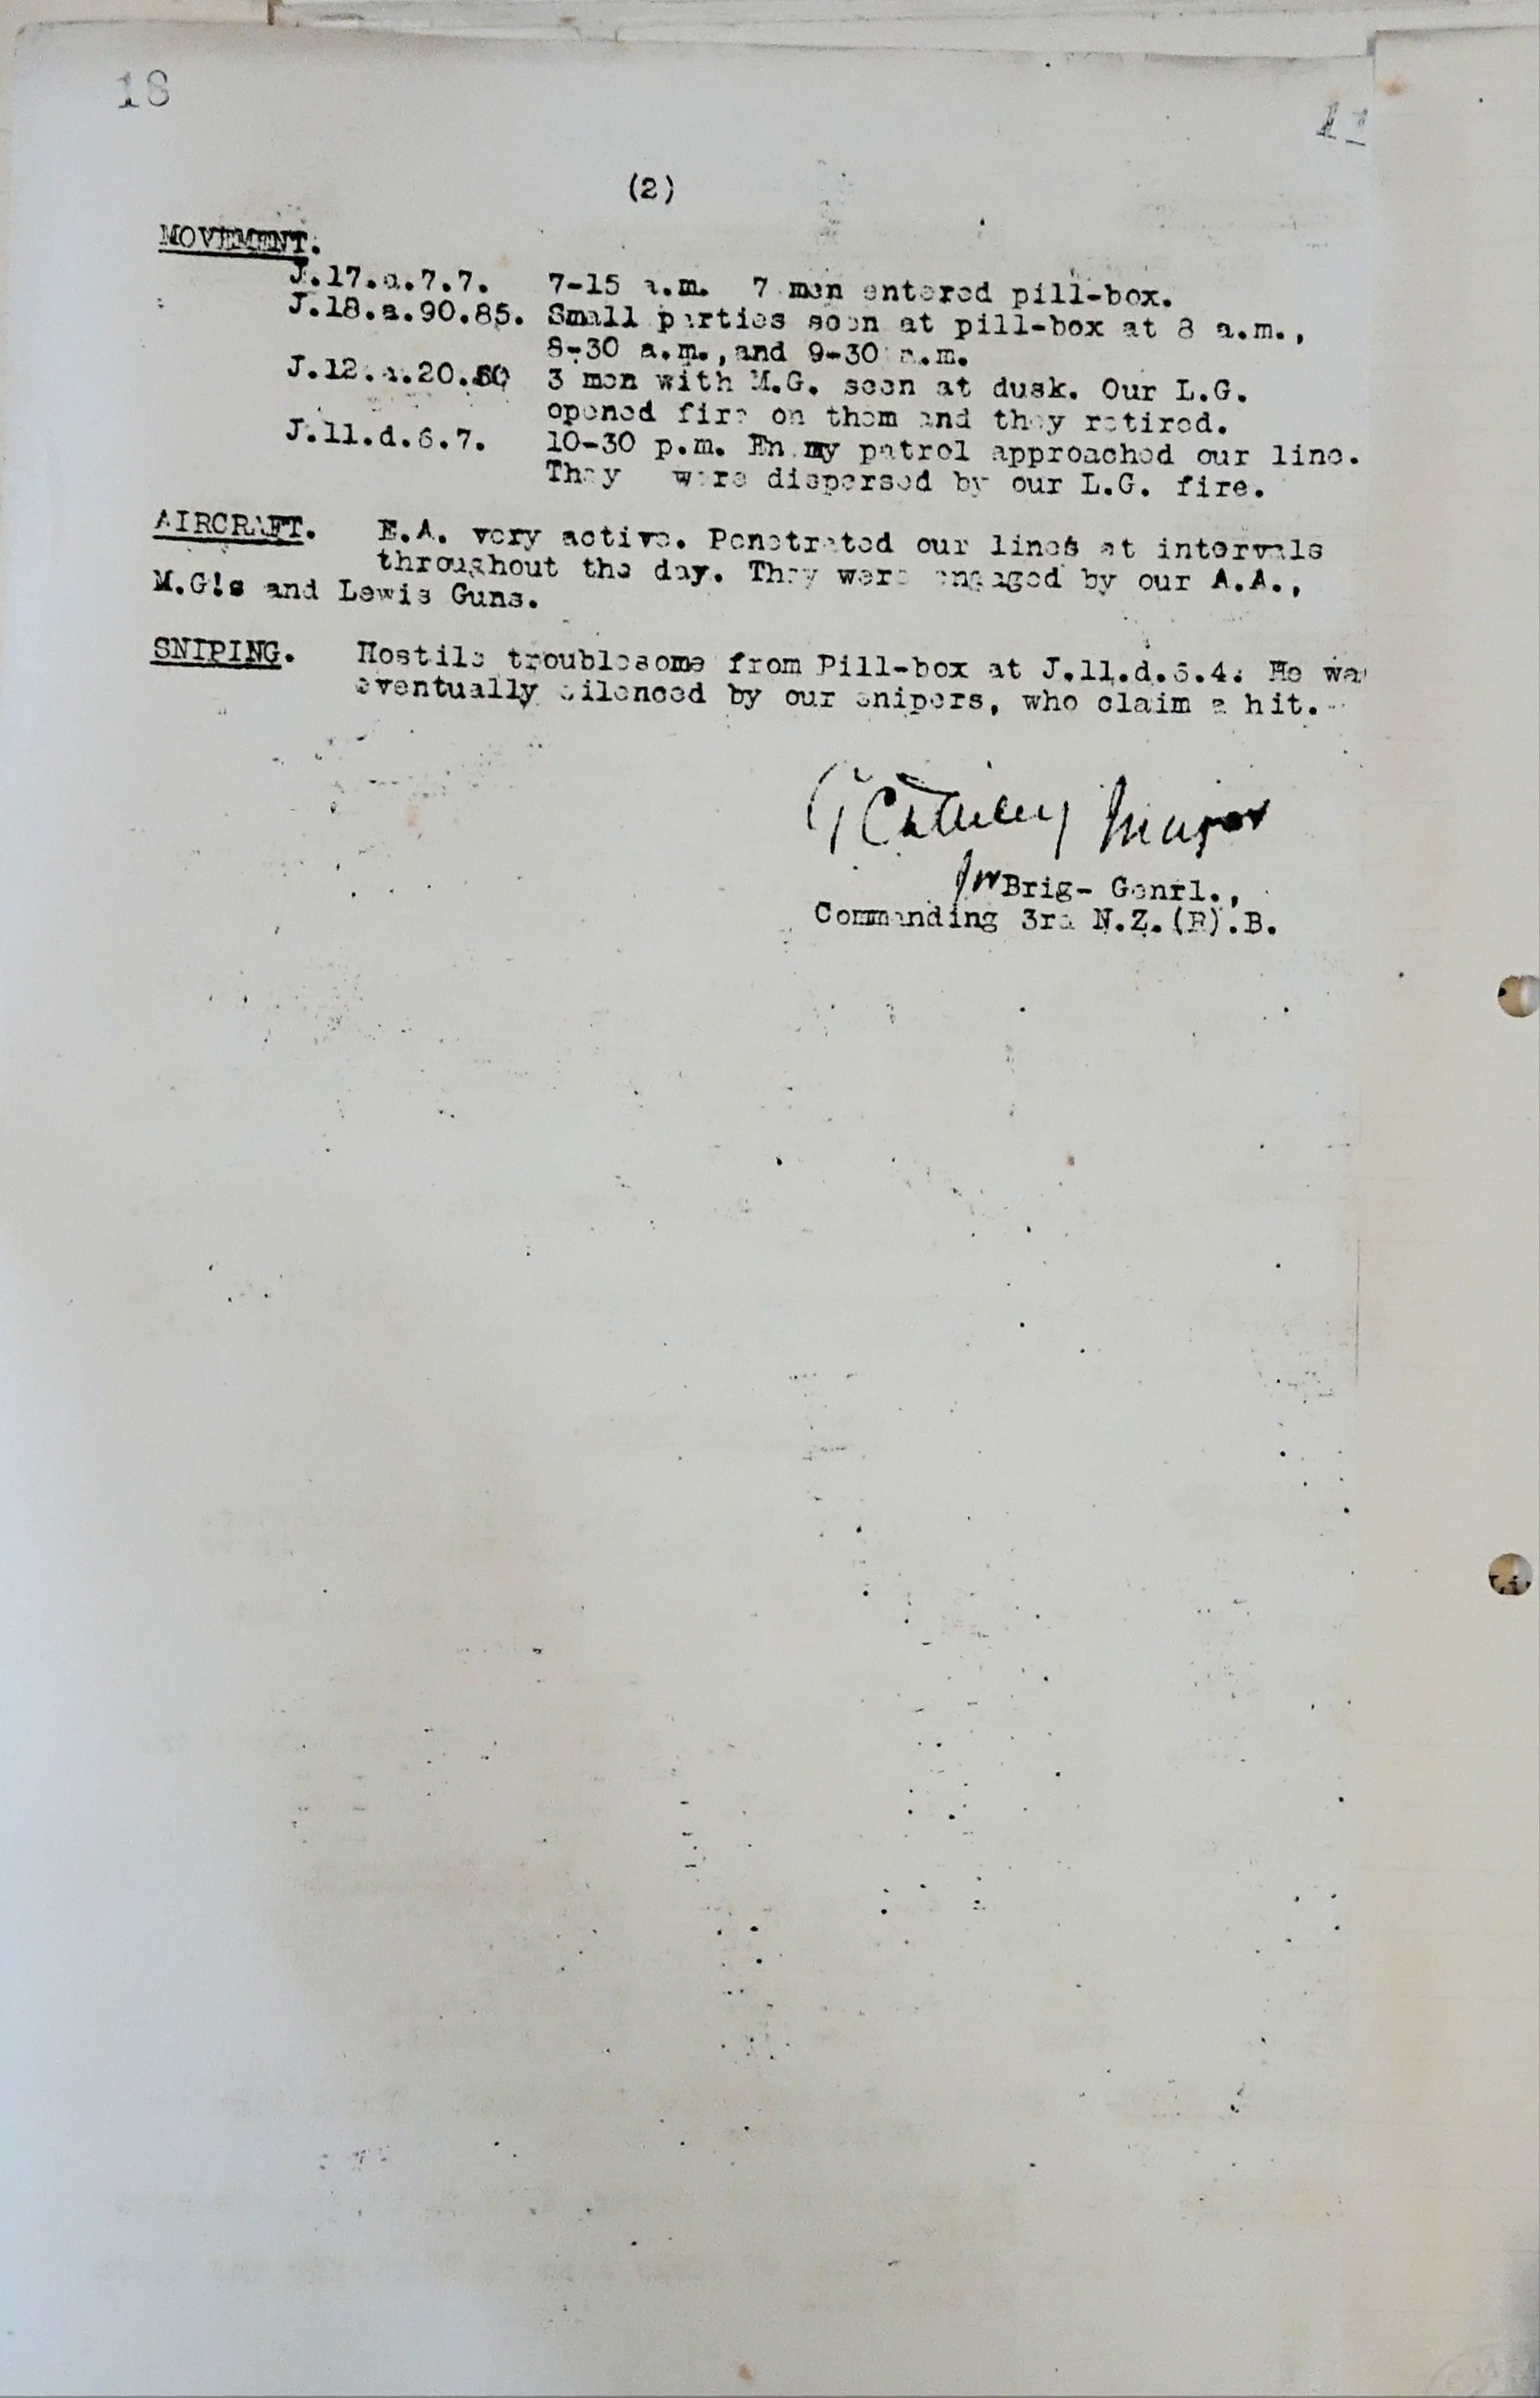 18
11
(2)
MOVEMENT.
J.17.a.7.7. 7-15 a.m. 7 men entered pill-box.
J.18.a.90.85. Small parties seen at pill-box at 8 a.m.,
8-30 a.m., and 9-30 a.m.
J.12.a.20. 3 men with M.G. seen at dusk. Our L.G.
opened fire on them and they retired.
J.11.d.6.7. 10-30 p.m. Enemy patrol approached our line.
They were dispersed by our L.G. fire.
AIRCRAFT. E.A. very active. Penetrated our lines at intervals
throughout the day. They were engaged by our A.A.,
M.G!s and Lewis Guns.
SNIPING. Hostile troublesome from Pill-box at J.11.d.6.4. He wa
eventually silenced by our snipers, who claim a hit.
Major
for Brig- Genrl.,
Commanding 3rd N.Z.(R).B.